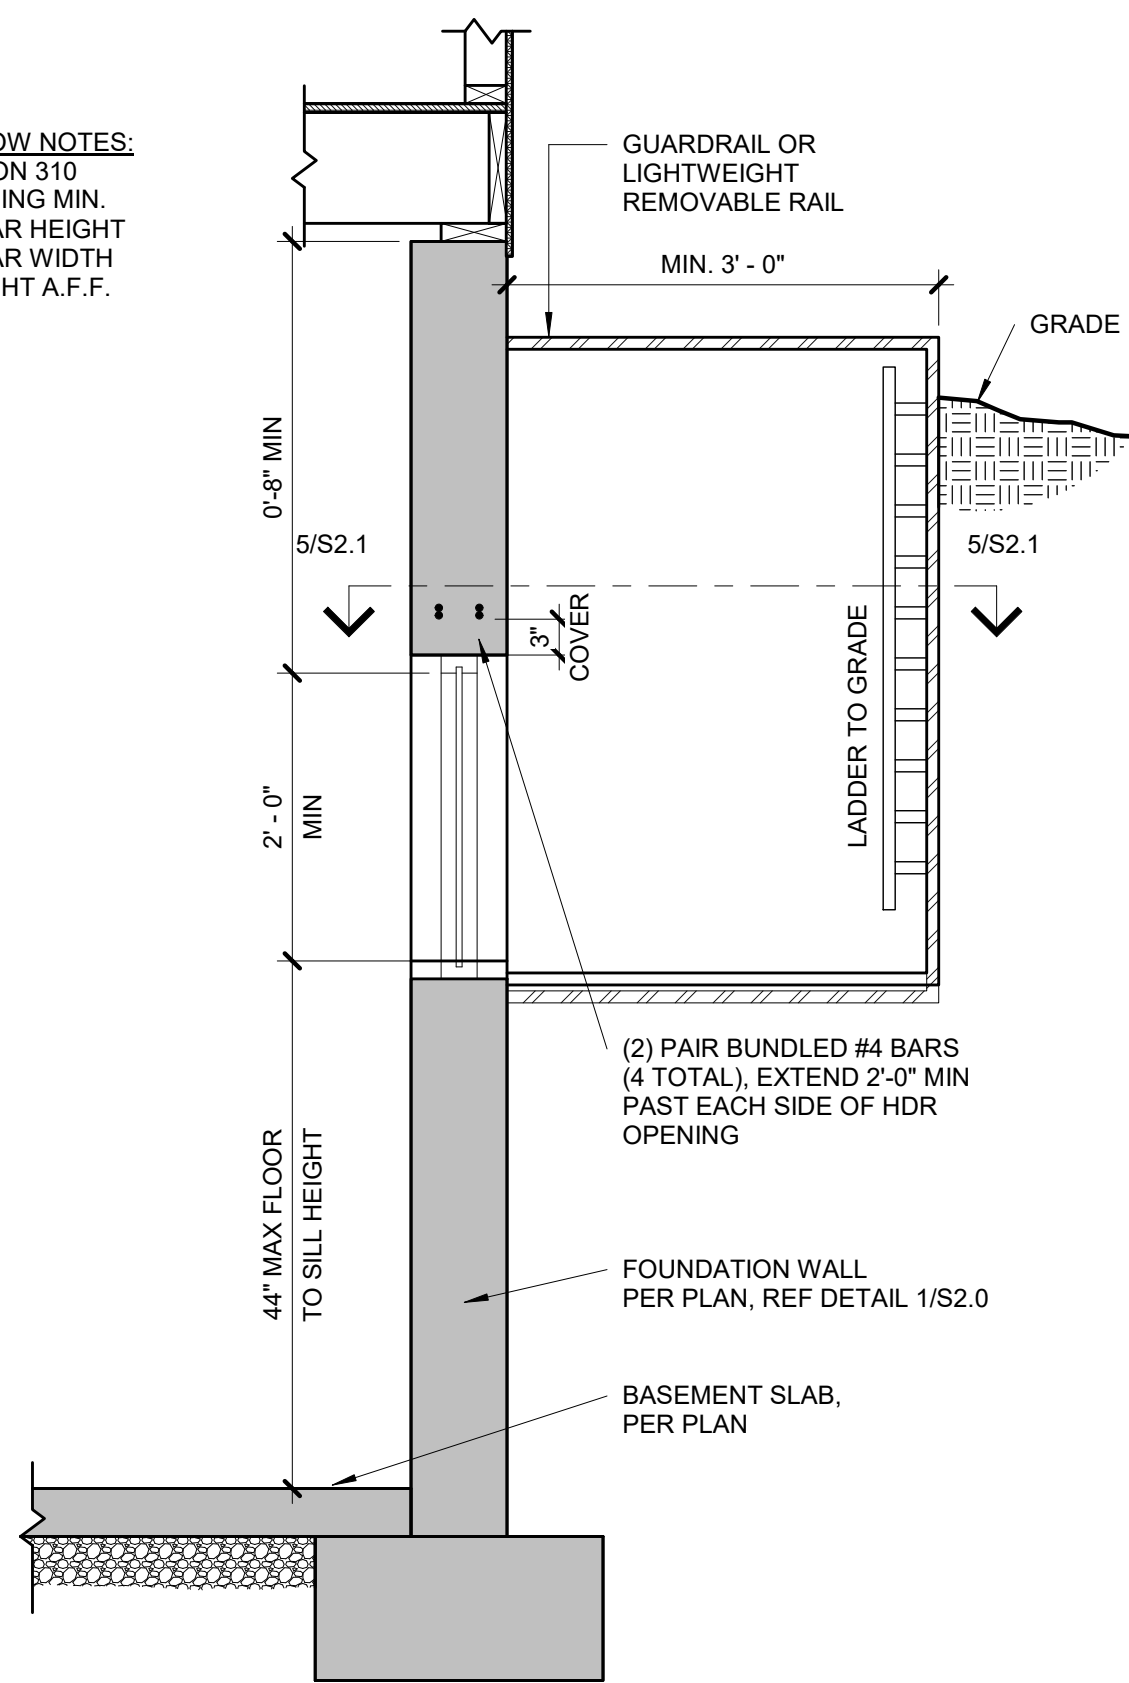 OW NOTES:
ON 310
ING MIN.
AR HEIGHT
AR WIDTH
HT A.F.F.
GUARDRAIL OR
LIGHTWEIGHT
REMOVABLE RAIL
MIN. 3' - 0"
GRADE
0'-8" MIN
5/S2.1
5/S2.1
3"
COVER
LADDER TO GRADE
2' - 0"
MIN
(2) PAIR BUNDLED #4 BARS
(4 TOTAL), EXTEND 2'-0" MIN
PAST EACH SIDE OF HDR
OPENING
44" MAX FLOOR
TO SILL HEIGHT
FOUNDATION WALL
PER PLAN, REF DETAIL 1/S2.0
BASEMENT SLAB,
PER PLAN